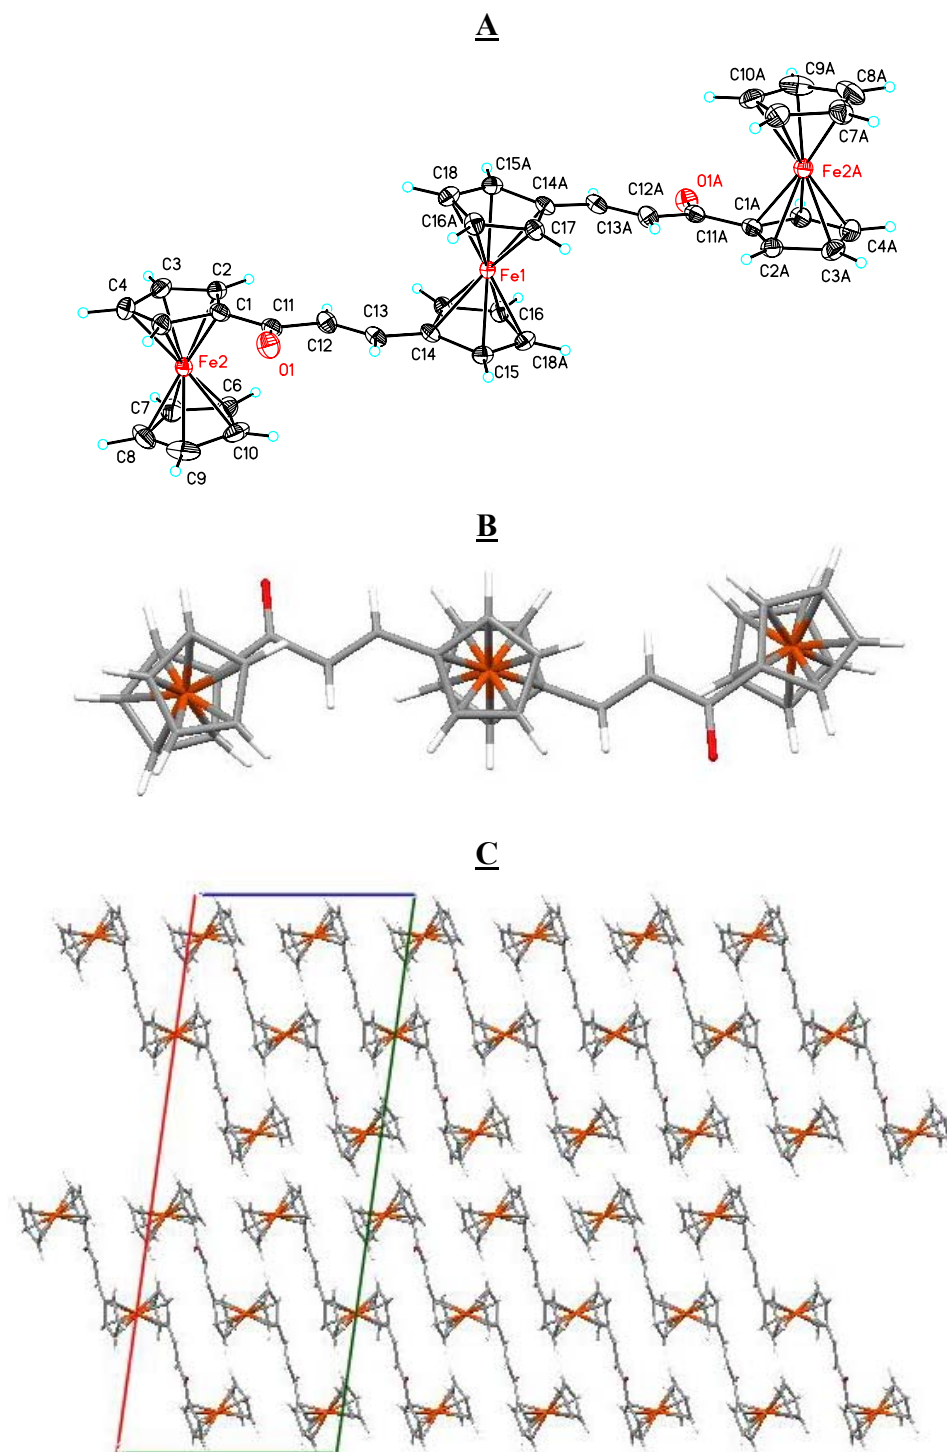 A
C10A C9A C8A
C7A
Fe2A
C18 C15A C14A C12A O1A C1A
C16A C17 C13A C11A C4A
C2A C3A
Fe1
C3 C2
C4 C1 C11 C13 C16
C12 C14 C15 C18A
Fe2 O1
C7 C6
C8 C10
C9
B
C